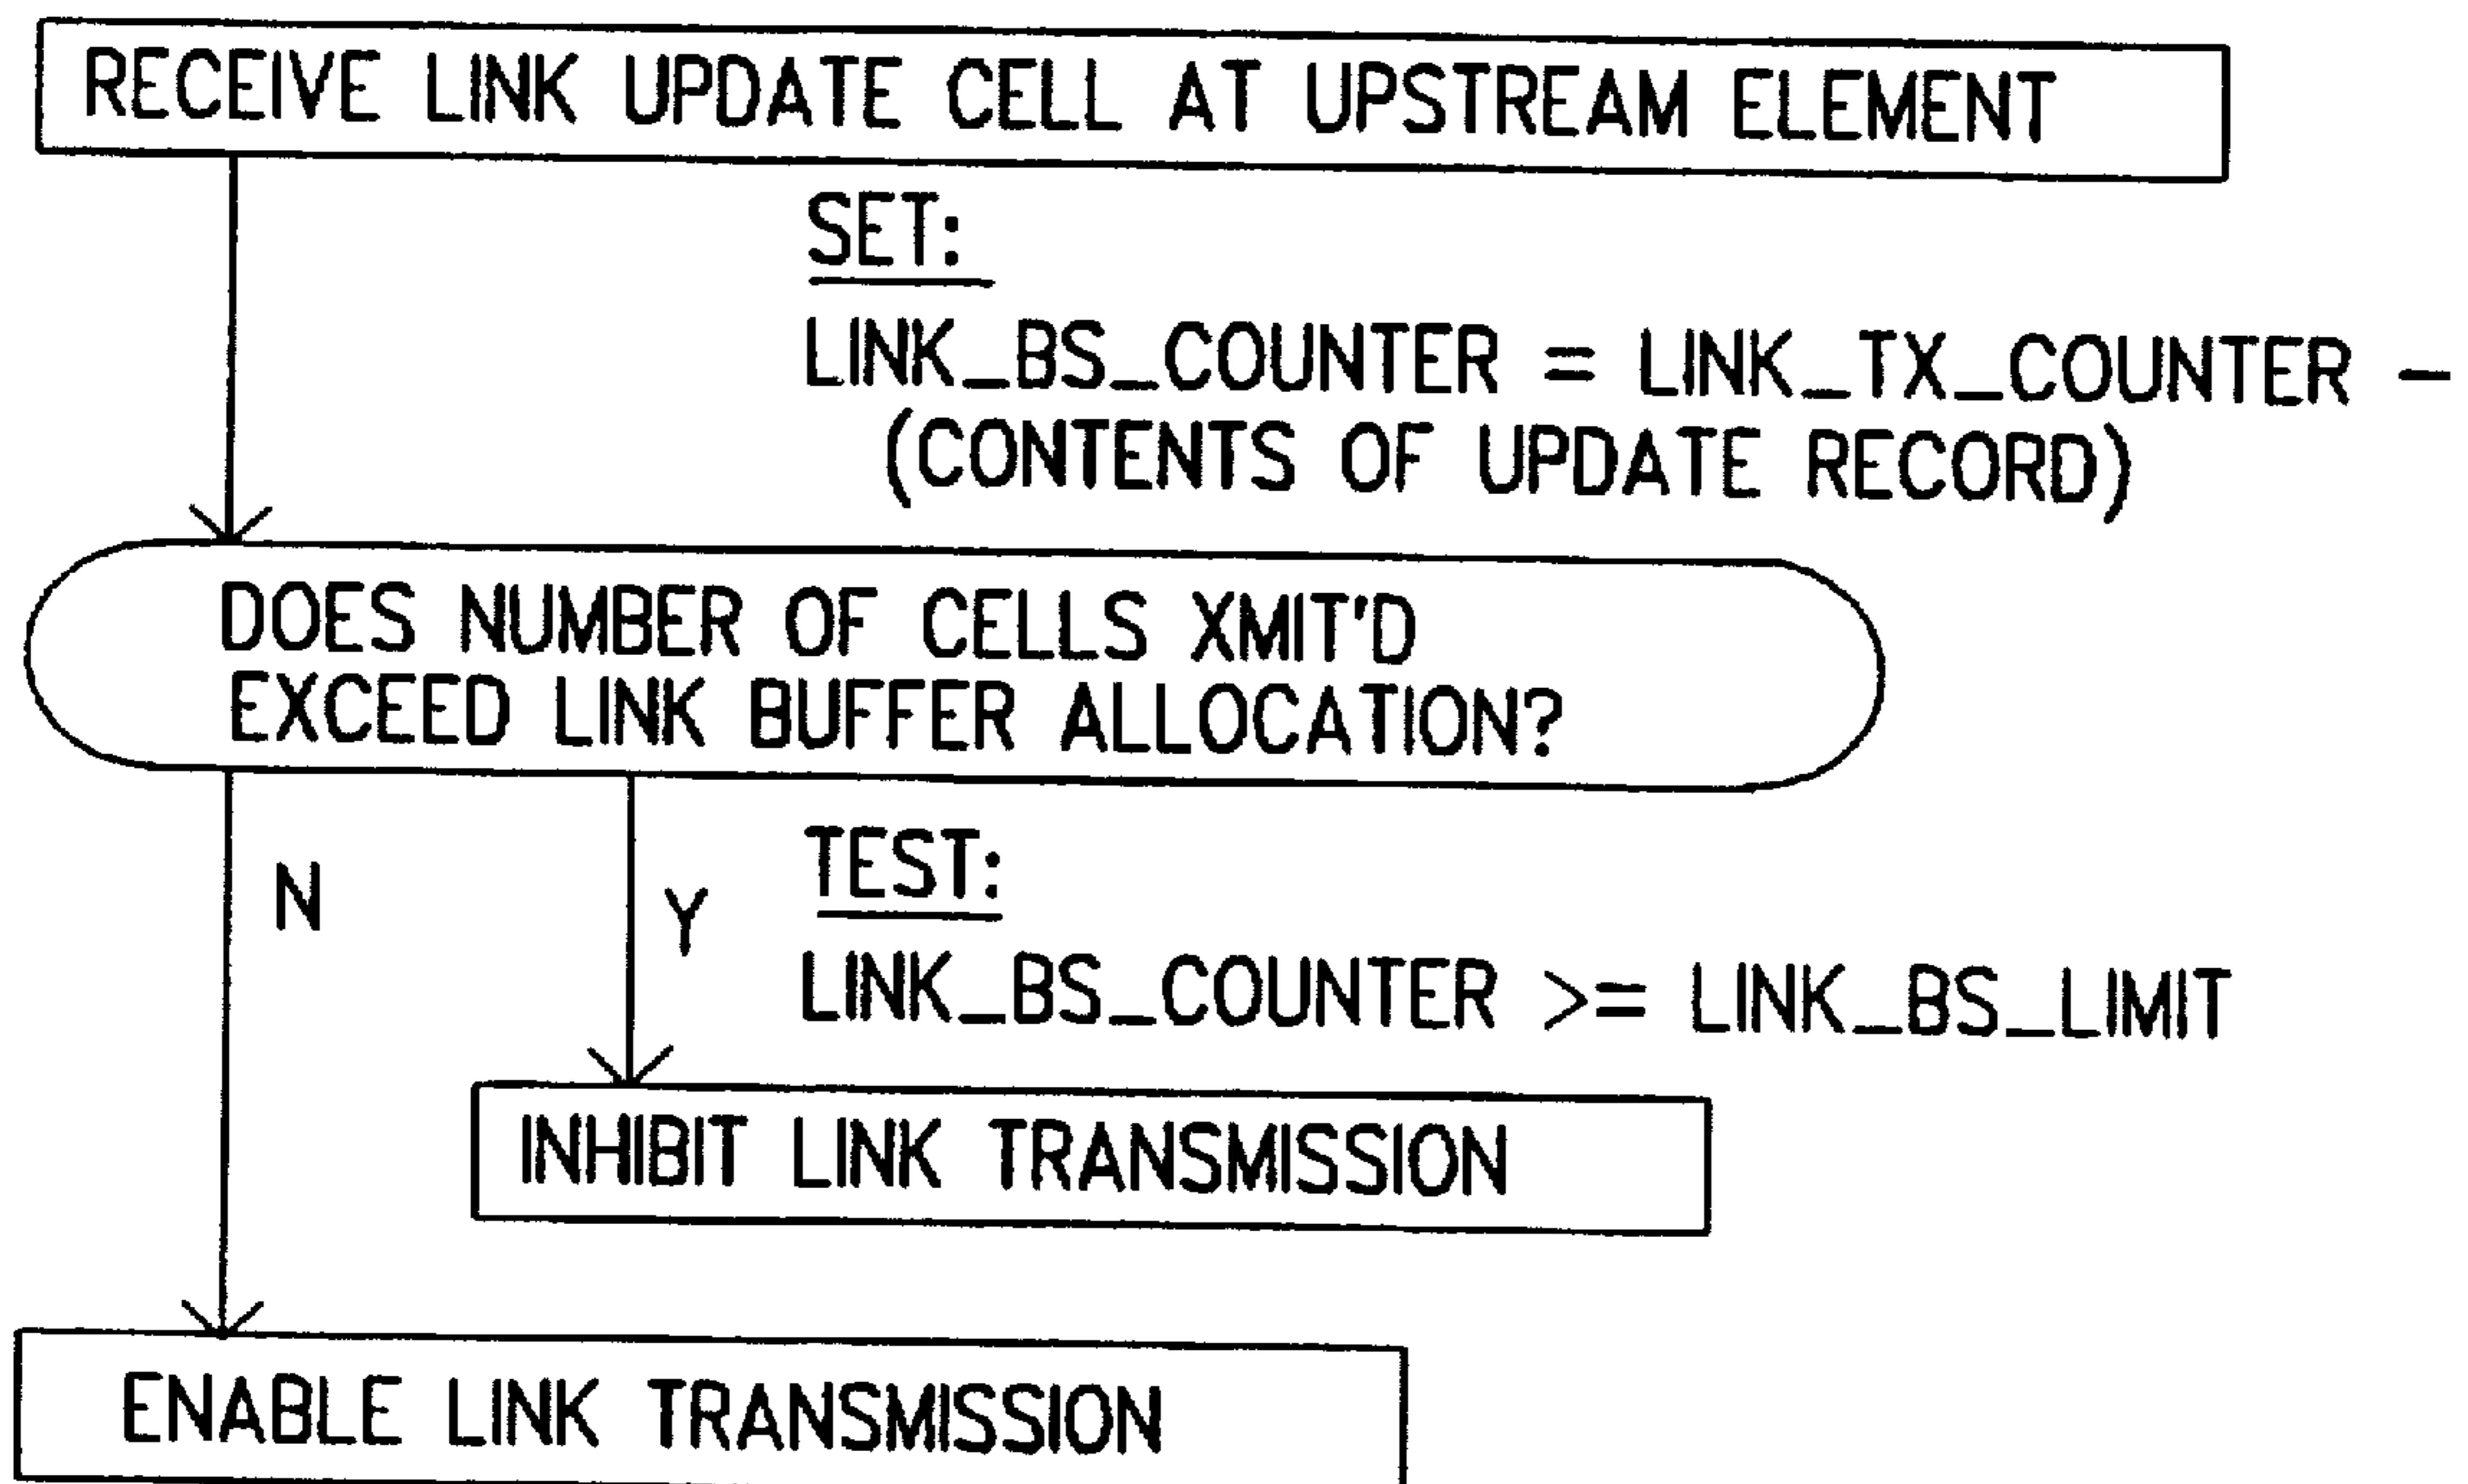 RECEIVE LINK UPDATE CELL AT UPSTREAM ELEMENT
SET:
LINK_BS_COUNTER = LINK_TX_COUNTER -
(CONTENTS OF UPDATE RECORD)
DOES NUMBER OF CELLS XMIT'D
EXCEED LINK BUFFER ALLOCATION?
N
Y
TEST:
LINK_BS_COUNTER >= LINK_BS_LIMIT
INHIBIT LINK TRANSMISSION
ENABLE LINK TRANSMISSION